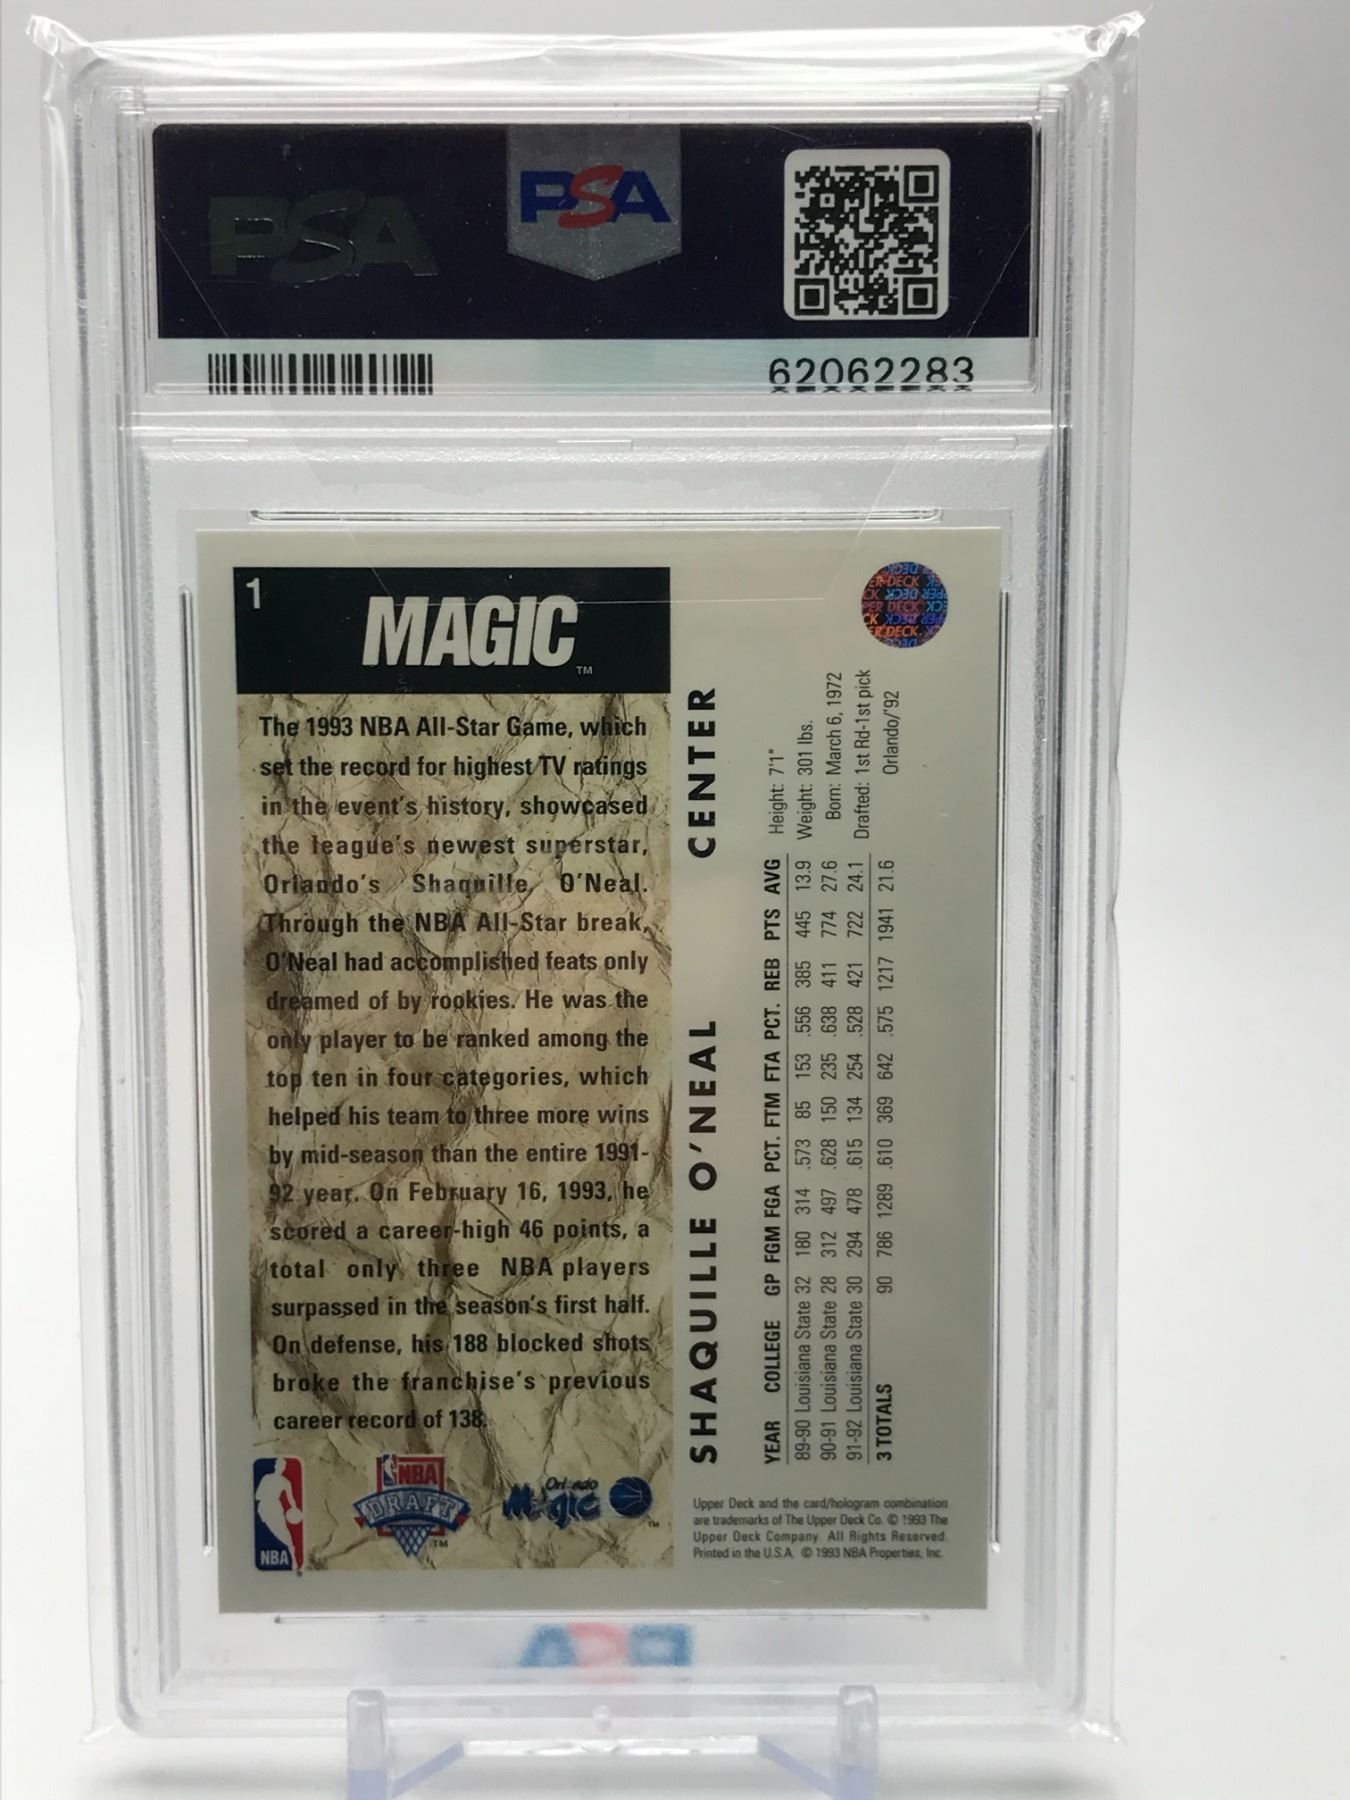 PSA
PSA
62062283
1
MAGIC™
The 1993 NBA All-Star Game, which
set the record for highest TV ratings
in the event's history, showcased
the league's newest superstar,
Orlando's Shaquille O'Neal.
Through the NBA All-Star break,
O'Neal had accomplished feats only
dreamed of by rookies. He was the
only player to be ranked among the
top ten in four categories, which
helped his team to three more wins
by mid-season than the entire 1991-
92 year. On February 16, 1993, he
scored a career-high 46 points, a
total only three NBA players
surpassed in the season's first half.
On defense, his 188 blocked shots
broke the franchise's previous
career record of 138.
NBA
NBA
DRAFT™
Orlando
Magic™
SHAQUILLE O'NEAL CENTER
Height: 7'1"
Weight: 301 lbs.
Born: March 6, 1972
Drafted: 1st Rd-1st pick
Orlando/'92
YEAR COLLEGE GP FGM FGA PCT. FTM FTA PCT. REB PTS AVG
89-90 Louisiana State 32 180 314 .573 85 153 .556 385 445 13.9
90-91 Louisiana State 28 312 497 .628 150 235 .638 411 774 27.6
91-92 Louisiana State 30 294 478 .615 134 254 .528 421 722 24.1
3 TOTALS 90 786 1289 .610 369 642 .575 1217 1941 21.6
UPPER DECK
Upper Deck and the card/hologram combination
are trademarks of The Upper Deck Co. © 1993 The
Upper Deck Company. All Rights Reserved.
Printed in the U.S.A. © 1993 NBA Properties, Inc.
PSA